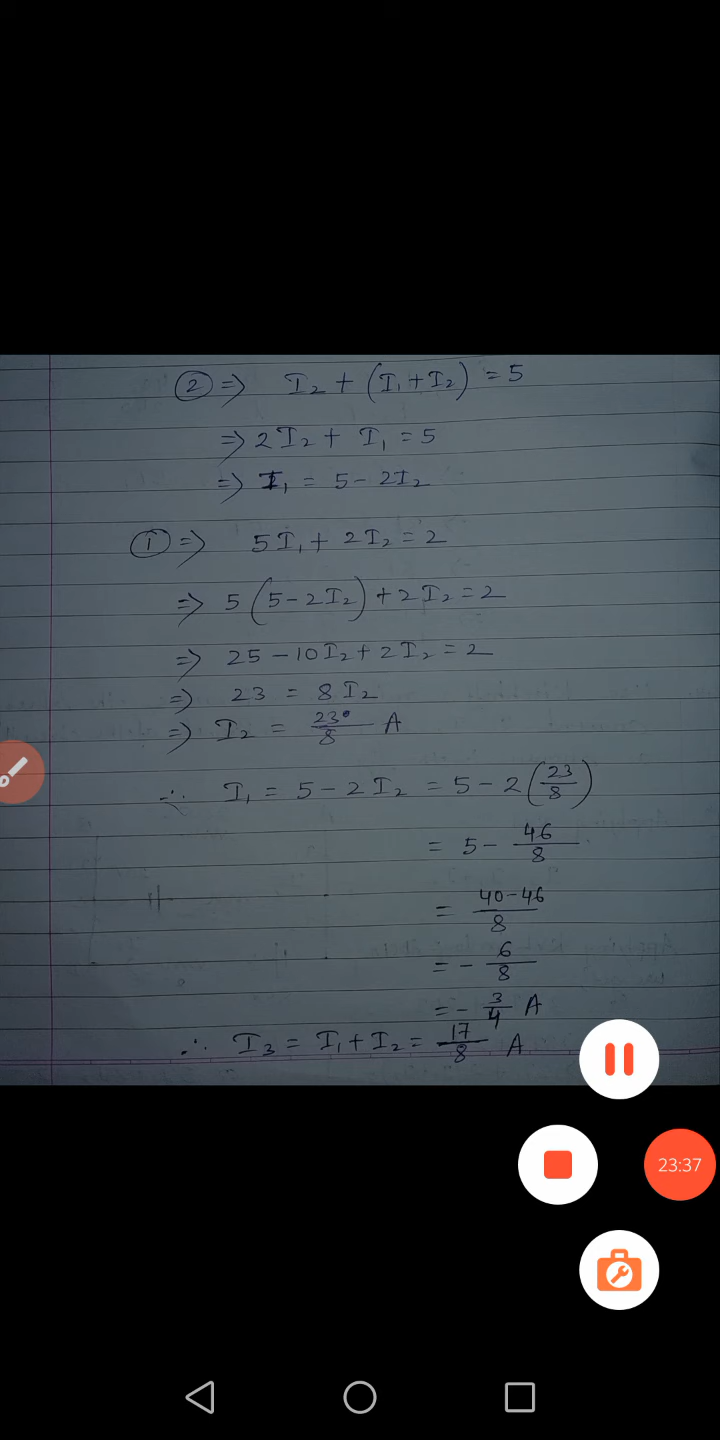 ② => I₂ + (I₁ + I₂) = 5
=> 2I₂ + I₁ = 5
=> I₁ = 5 - 2I₂
① => 5I₁ + 2I₂ = 2
=> 5(5 - 2I₂) + 2I₂ = 2
=> 25 - 10I₂ + 2I₂ = 2
=> 23 = 8I₂
=> I₂ = 23/8 A
∴ I₁ = 5 - 2I₂ = 5 - 2(23/8)
= 5 - 46/8
= 40-46/8
= - 6/8
= - 3/4 A
∴ I₃ = I₁ + I₂ = 17/8 A
23:37